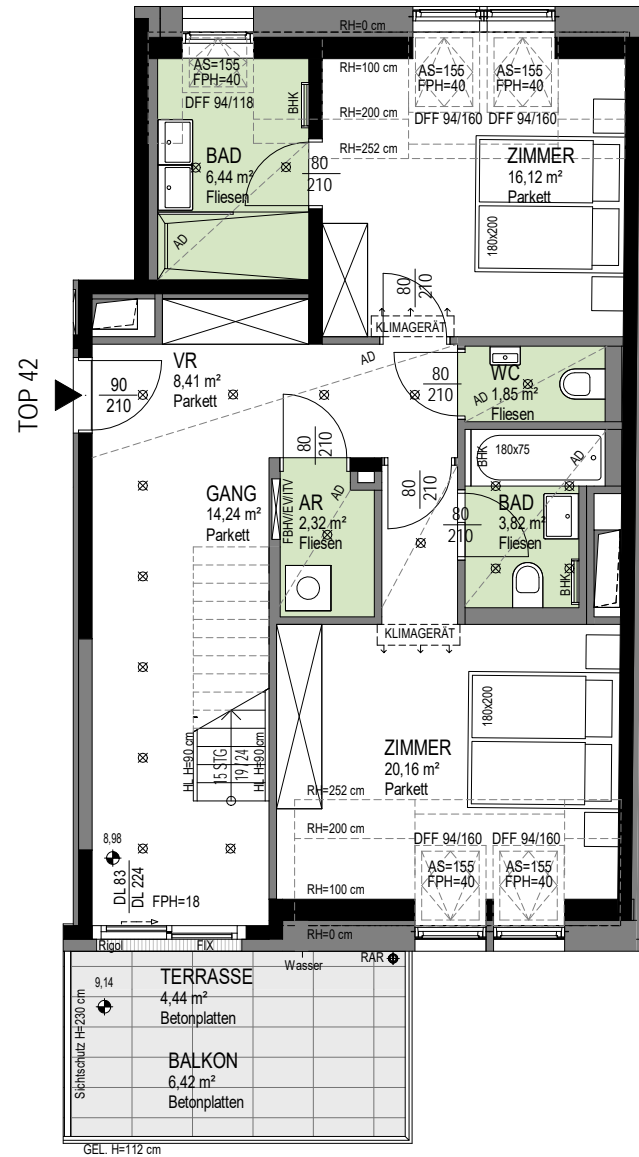 RH=0 cm
AS=155
FPH=40
DFF 94/118
BHK
RH=100 cm
AS=155
FPH=40
AS=155
FPH=40
RH=200 cm
DFF 94/160
DFF 94/160
RH=252 cm
BAD
6,44 m²
Fliesen
80
210
ZIMMER
16,12 m²
Parkett
180x200
AD
80
210
KLIMAGERÄT
TOP 42
VR
8,41 m²
Parkett
AD
90
210
80
210
WC
1,85 m²
Fliesen
AD
80
210
BHK
180x75
AD
GANG
14,24 m²
Parkett
FBHV/EV/ITV
AR
2,32 m²
Fliesen
AD
80
210
80
210
BAD
3,82 m²
Fliesen
BHK
KLIMAGERÄT
180x200
HL H=90 cm
15 STG
19/24
HL H=90 cm
ZIMMER
20,16 m²
Parkett
RH=252 cm
RH=200 cm
DFF 94/160
DFF 94/160
AS=155
FPH=40
AS=155
FPH=40
RH=100 cm
8,98
DL 83
DL 224
FPH=18
RH=0 cm
Rigol
FIX
Wasser
RAR
9,14
Sichtschutz H=230 cm
TERRASSE
4,44 m²
Betonplatten
BALKON
6,42 m²
Betonplatten
GEL. H=112 cm